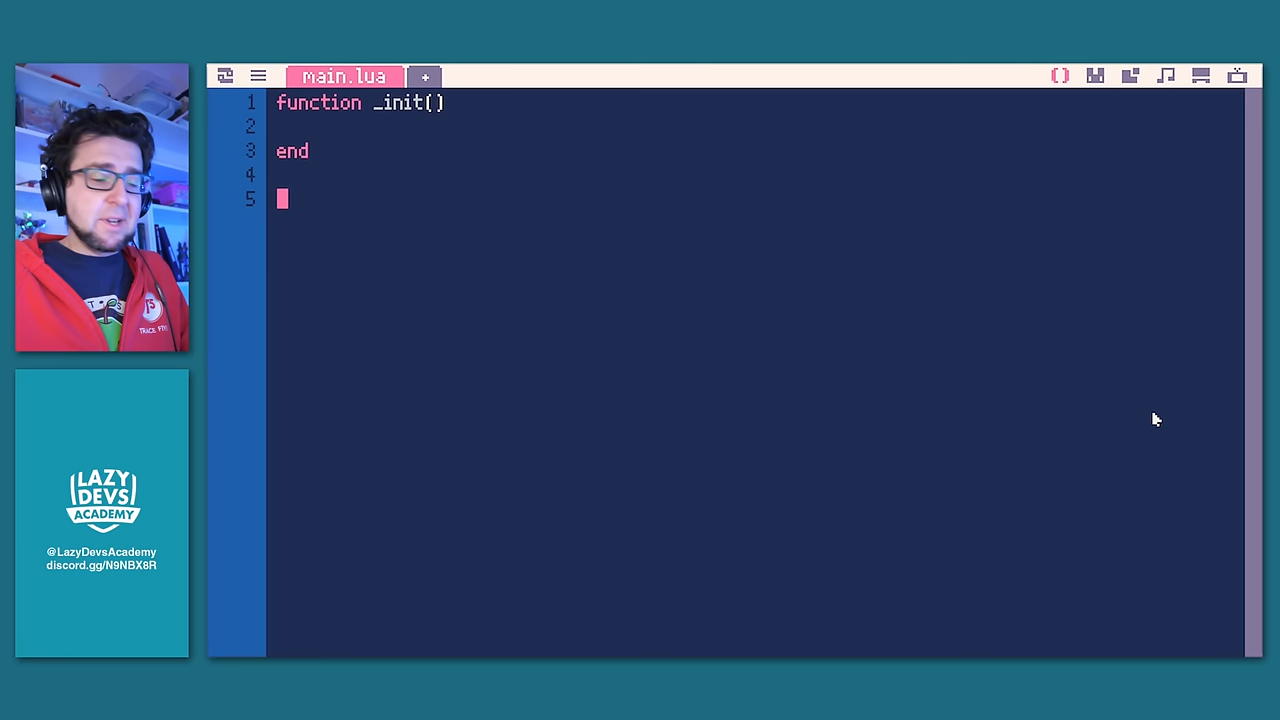 main.lua
+
1 function _init()
2
3 end
4
5
LAZY
DEVS
ACADEMY
@LazyDevsAcademy
discord.gg/N9NBX8R